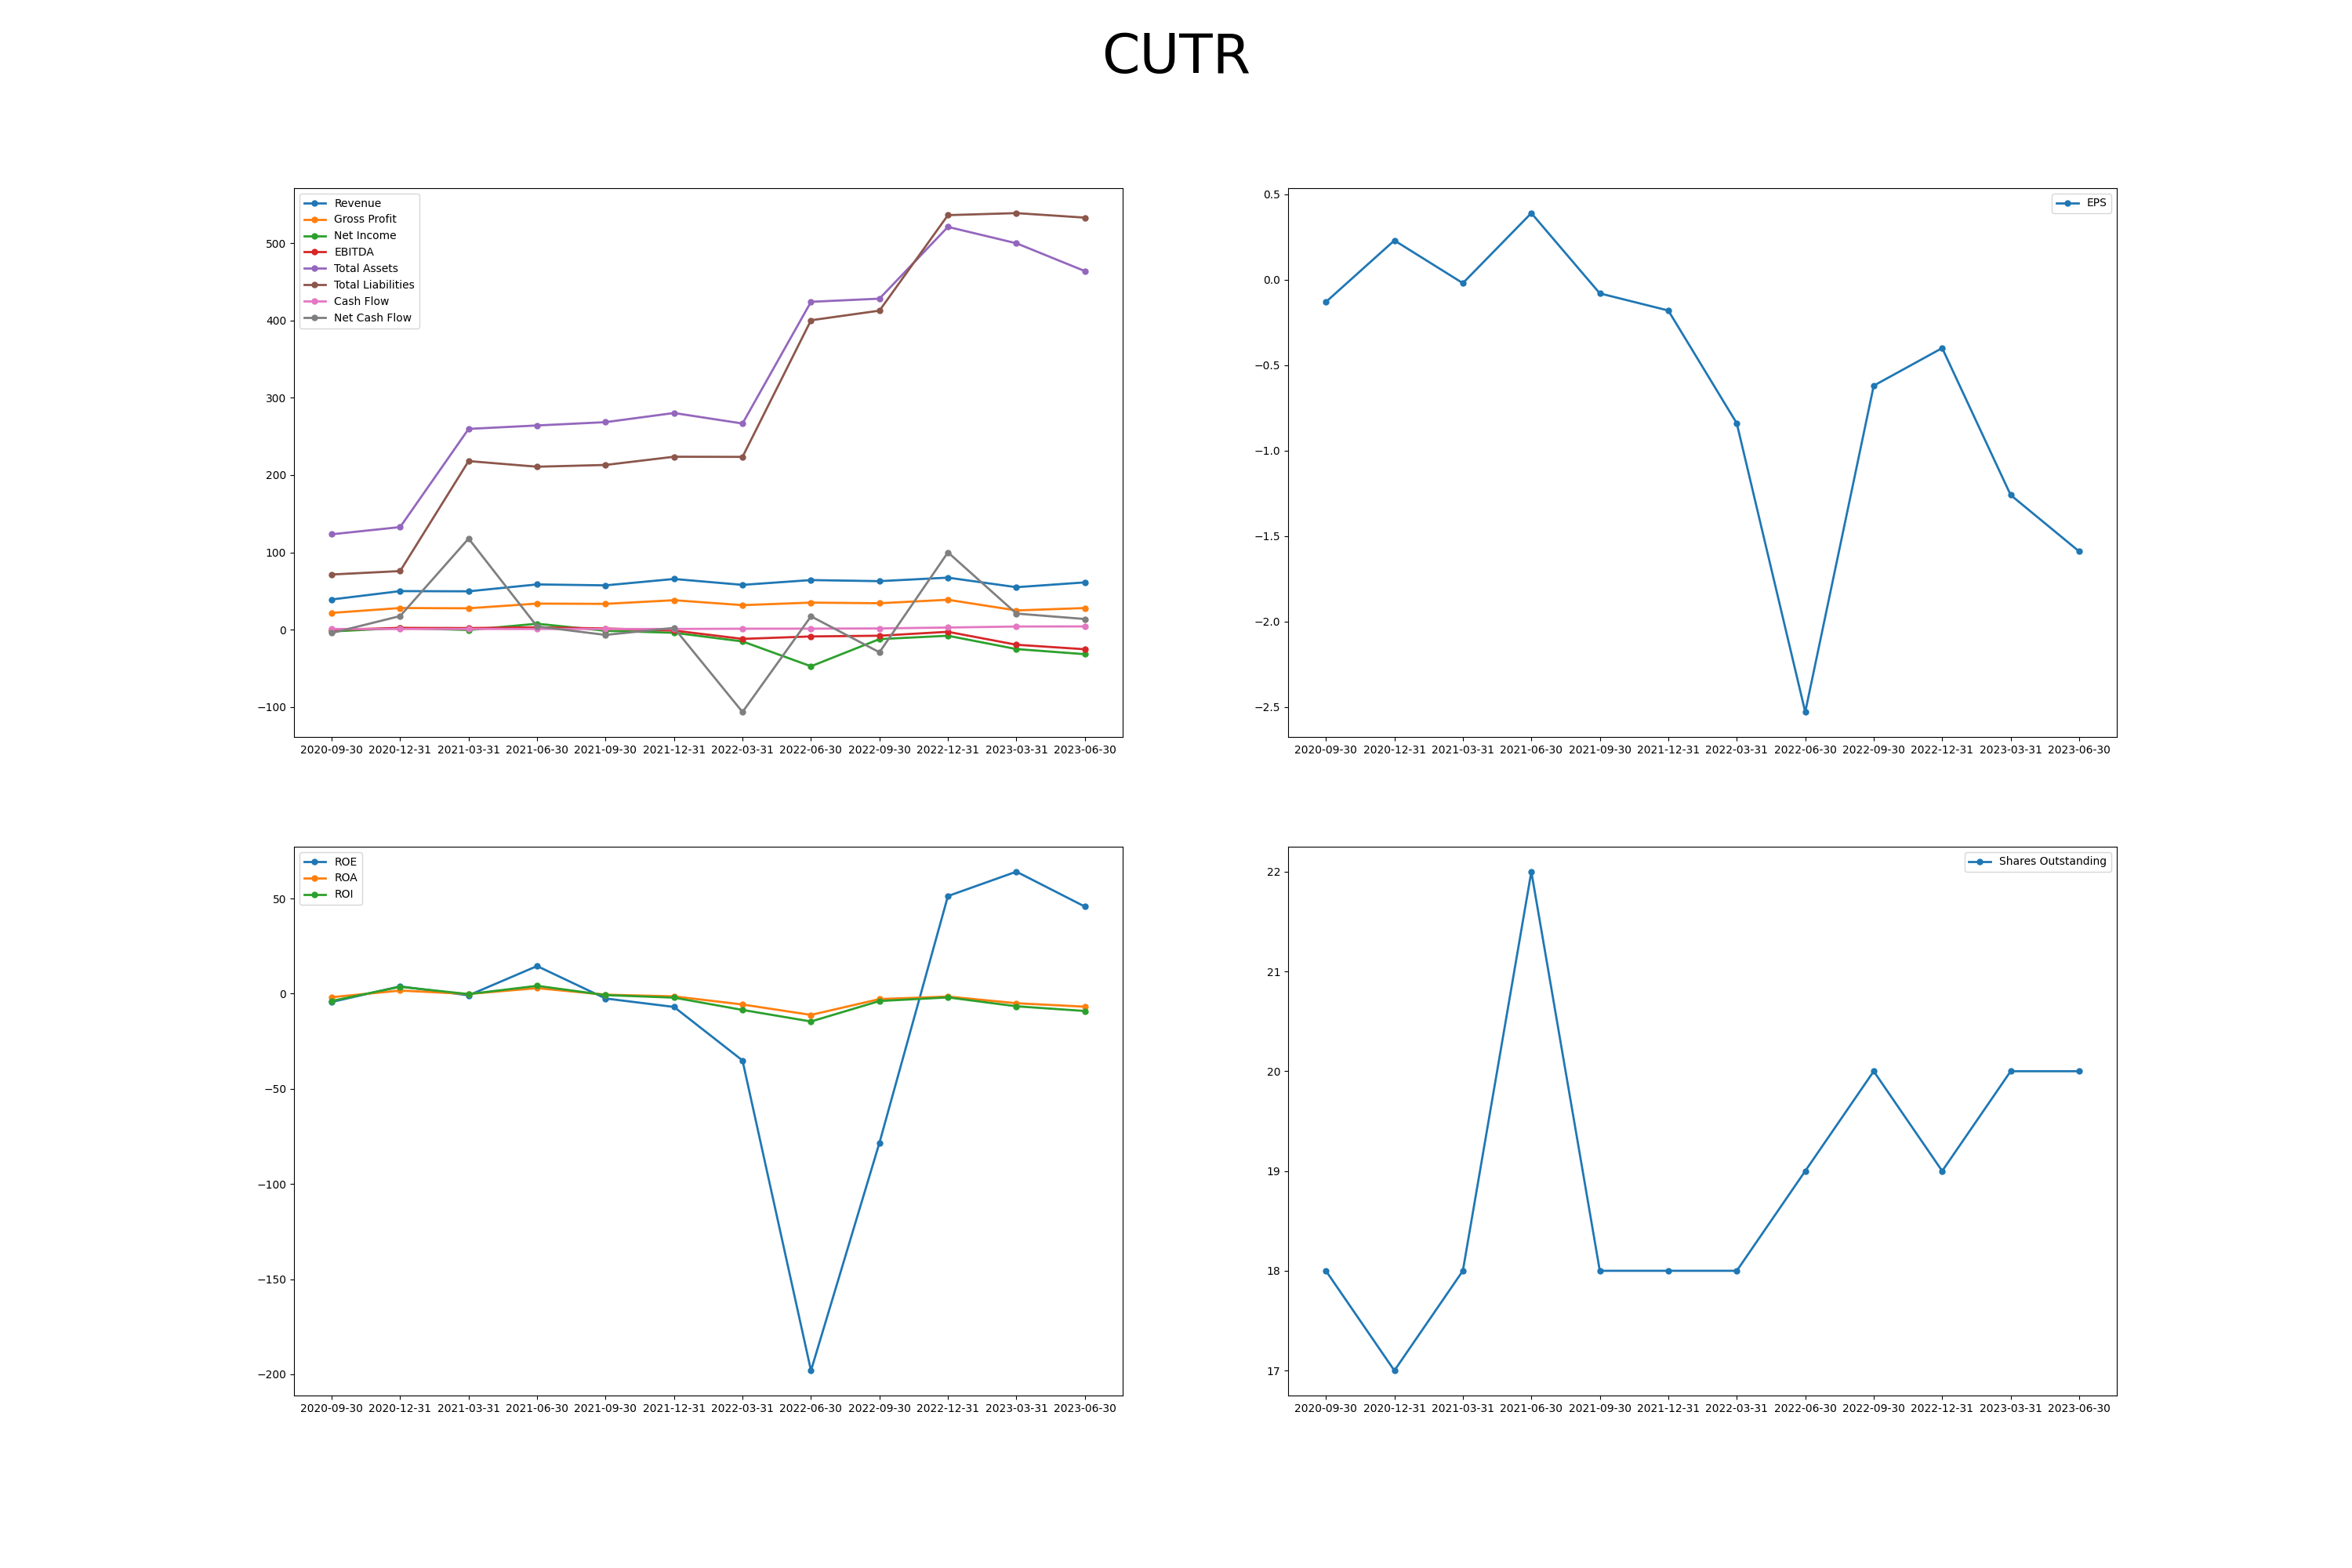 CUTR
Revenue
Gross Profit
Net Income
EBITDA
Total Assets
Total Liabilities
Cash Flow
Net Cash Flow
500
400
300
200
100
0
−100
2020-09-30 2020-12-31 2021-03-31 2021-06-30 2021-09-30 2021-12-31 2022-03-31 2022-06-30 2022-09-30 2022-12-31 2023-03-31 2023-06-30
EPS
0.5
0.0
−0.5
−1.0
−1.5
−2.0
−2.5
2020-09-30 2020-12-31 2021-03-31 2021-06-30 2021-09-30 2021-12-31 2022-03-31 2022-06-30 2022-09-30 2022-12-31 2023-03-31 2023-06-30
ROE
ROA
ROI
50
0
−50
−100
−150
−200
2020-09-30 2020-12-31 2021-03-31 2021-06-30 2021-09-30 2021-12-31 2022-03-31 2022-06-30 2022-09-30 2022-12-31 2023-03-31 2023-06-30
Shares Outstanding
22
21
20
19
18
17
2020-09-30 2020-12-31 2021-03-31 2021-06-30 2021-09-30 2021-12-31 2022-03-31 2022-06-30 2022-09-30 2022-12-31 2023-03-31 2023-06-30